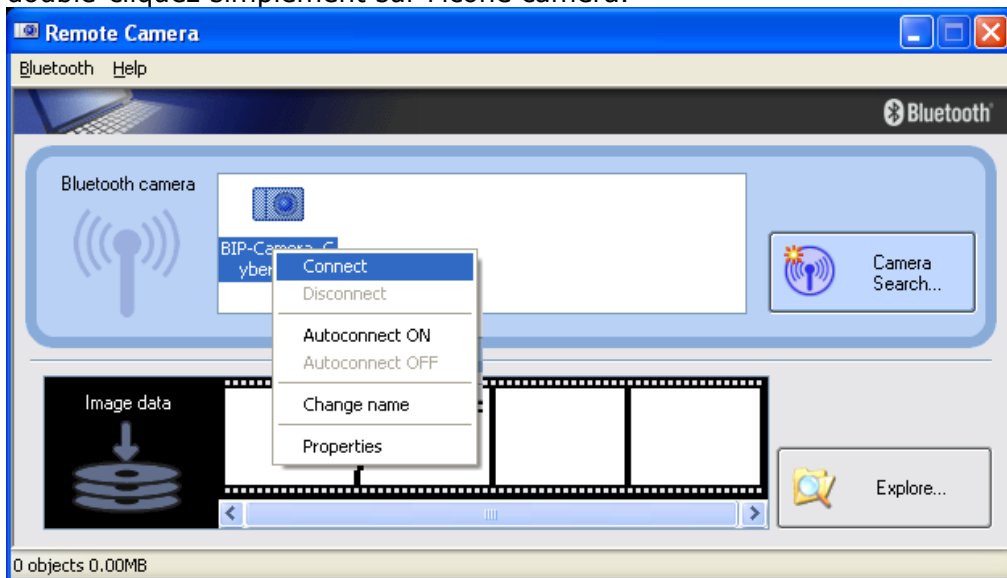 double-cliquez simplement sur l'icône caméra.
Remote Camera
Bluetooth Help
Bluetooth
Bluetooth camera
BIP-Camera_C
yber
Connect
Disconnect
Autoconnect ON
Autoconnect OFF
Change name
Properties
Camera
Search...
Image data
Explore...
0 objects 0.00MB